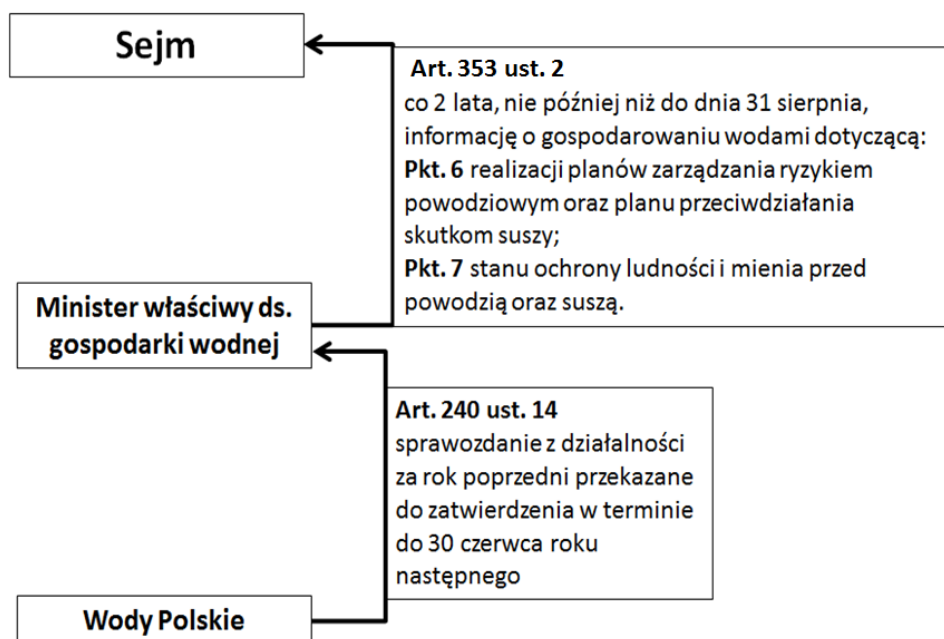 Sejm
Art. 353 ust. 2
co 2 lata, nie później niż do dnia 31 sierpnia,
informację o gospodarowaniu wodami dotyczącą:
Pkt. 6 realizacji planów zarządzania ryzykiem
powodziowym oraz planu przeciwdziałania
skutkom suszy;
Pkt. 7 stanu ochrony ludności i mienia przed
powodzią oraz suszą.
Minister właściwy ds.
gospodarki wodnej
Art. 240 ust. 14
sprawozdanie z działalności
za rok poprzedni przekazane
do zatwierdzenia w terminie
do 30 czerwca roku
następnego
Wody Polskie